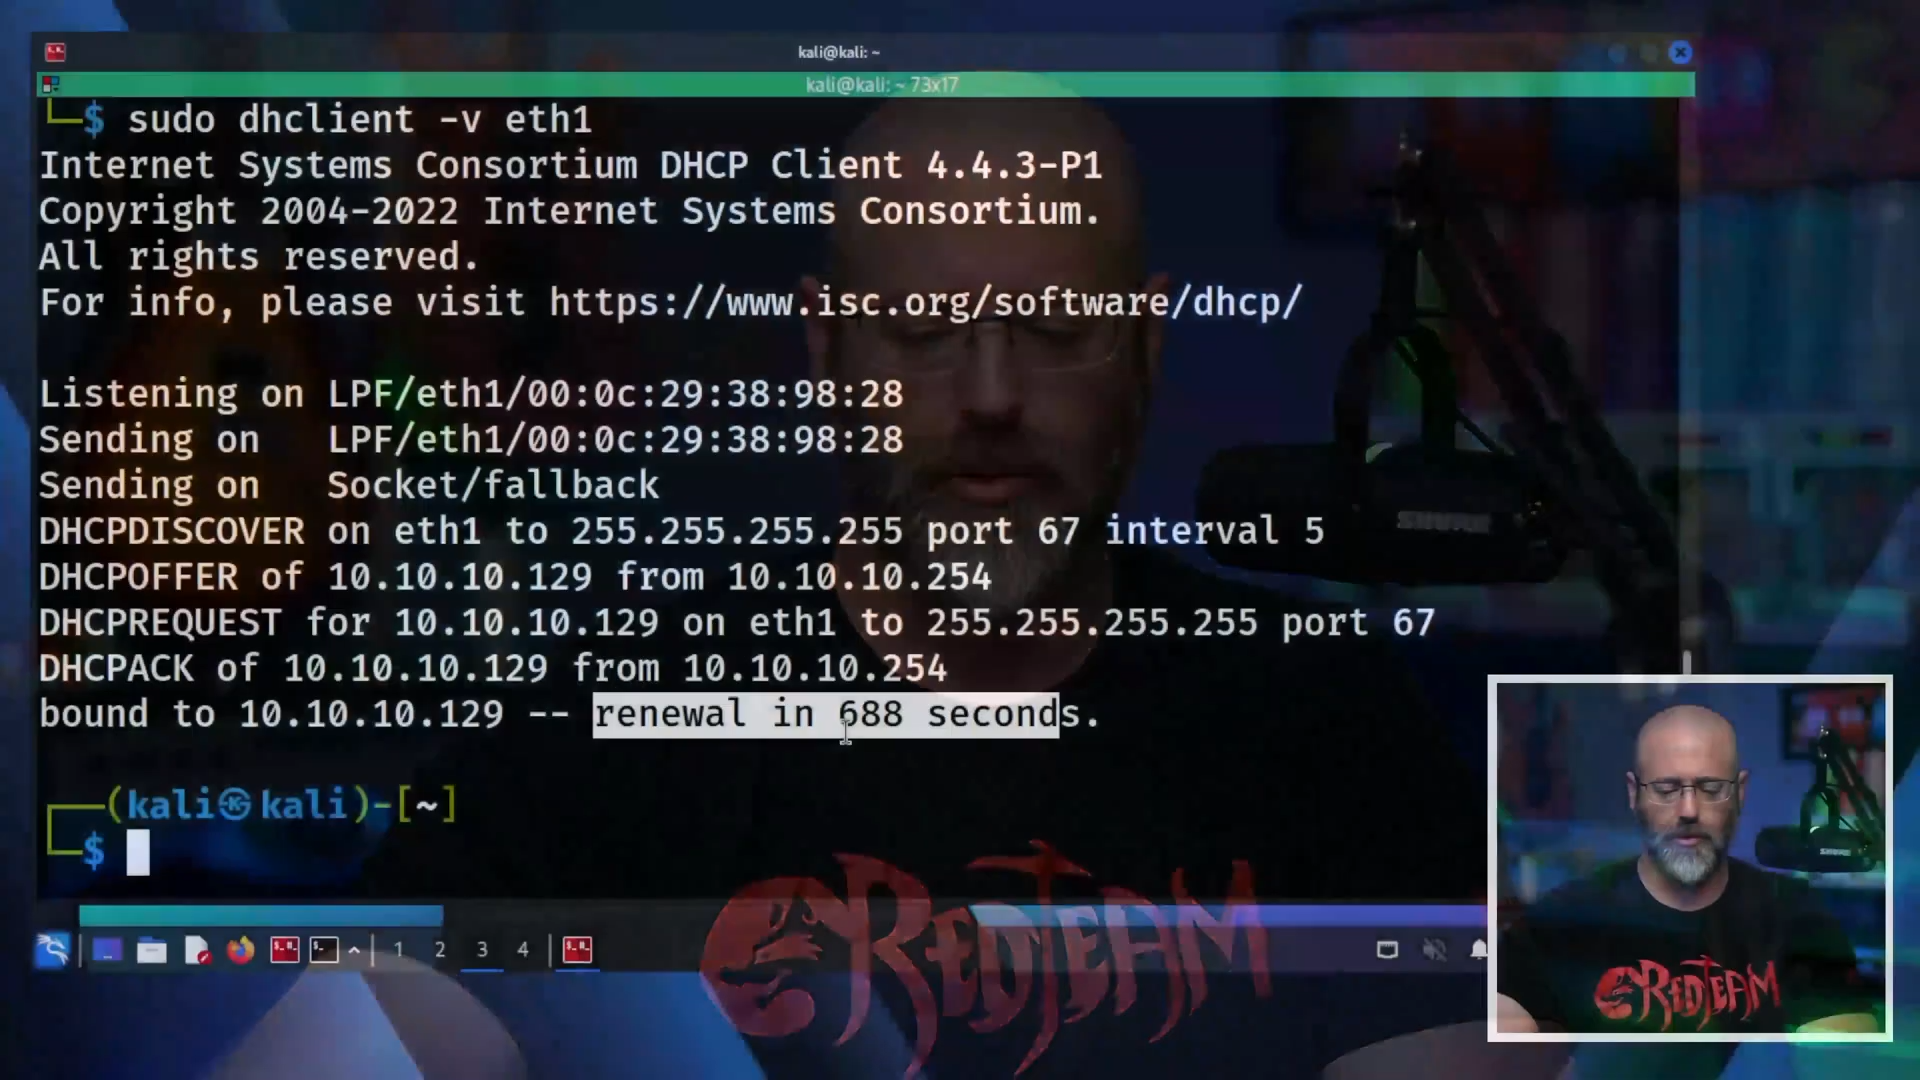 kali@kali: ~
kali@kali: ~ 73x17
└─$ sudo dhclient -v eth1
Internet Systems Consortium DHCP Client 4.4.3-P1
Copyright 2004-2022 Internet Systems Consortium.
All rights reserved.
For info, please visit https://www.isc.org/software/dhcp/
Listening on LPF/eth1/00:0c:29:38:98:28
Sending on   LPF/eth1/00:0c:29:38:98:28
Sending on   Socket/fallback
DHCPDISCOVER on eth1 to 255.255.255.255 port 67 interval 5
DHCPOFFER of 10.10.10.129 from 10.10.10.254
DHCPREQUEST for 10.10.10.129 on eth1 to 255.255.255.255 port 67
DHCPACK of 10.10.10.129 from 10.10.10.254
bound to 10.10.10.129 -- renewal in 688 seconds.
┌──(kali㉿kali)-[~]
└─$
1 2 3 4
SHURE
REDTEAM
SHURE
REDTEAM